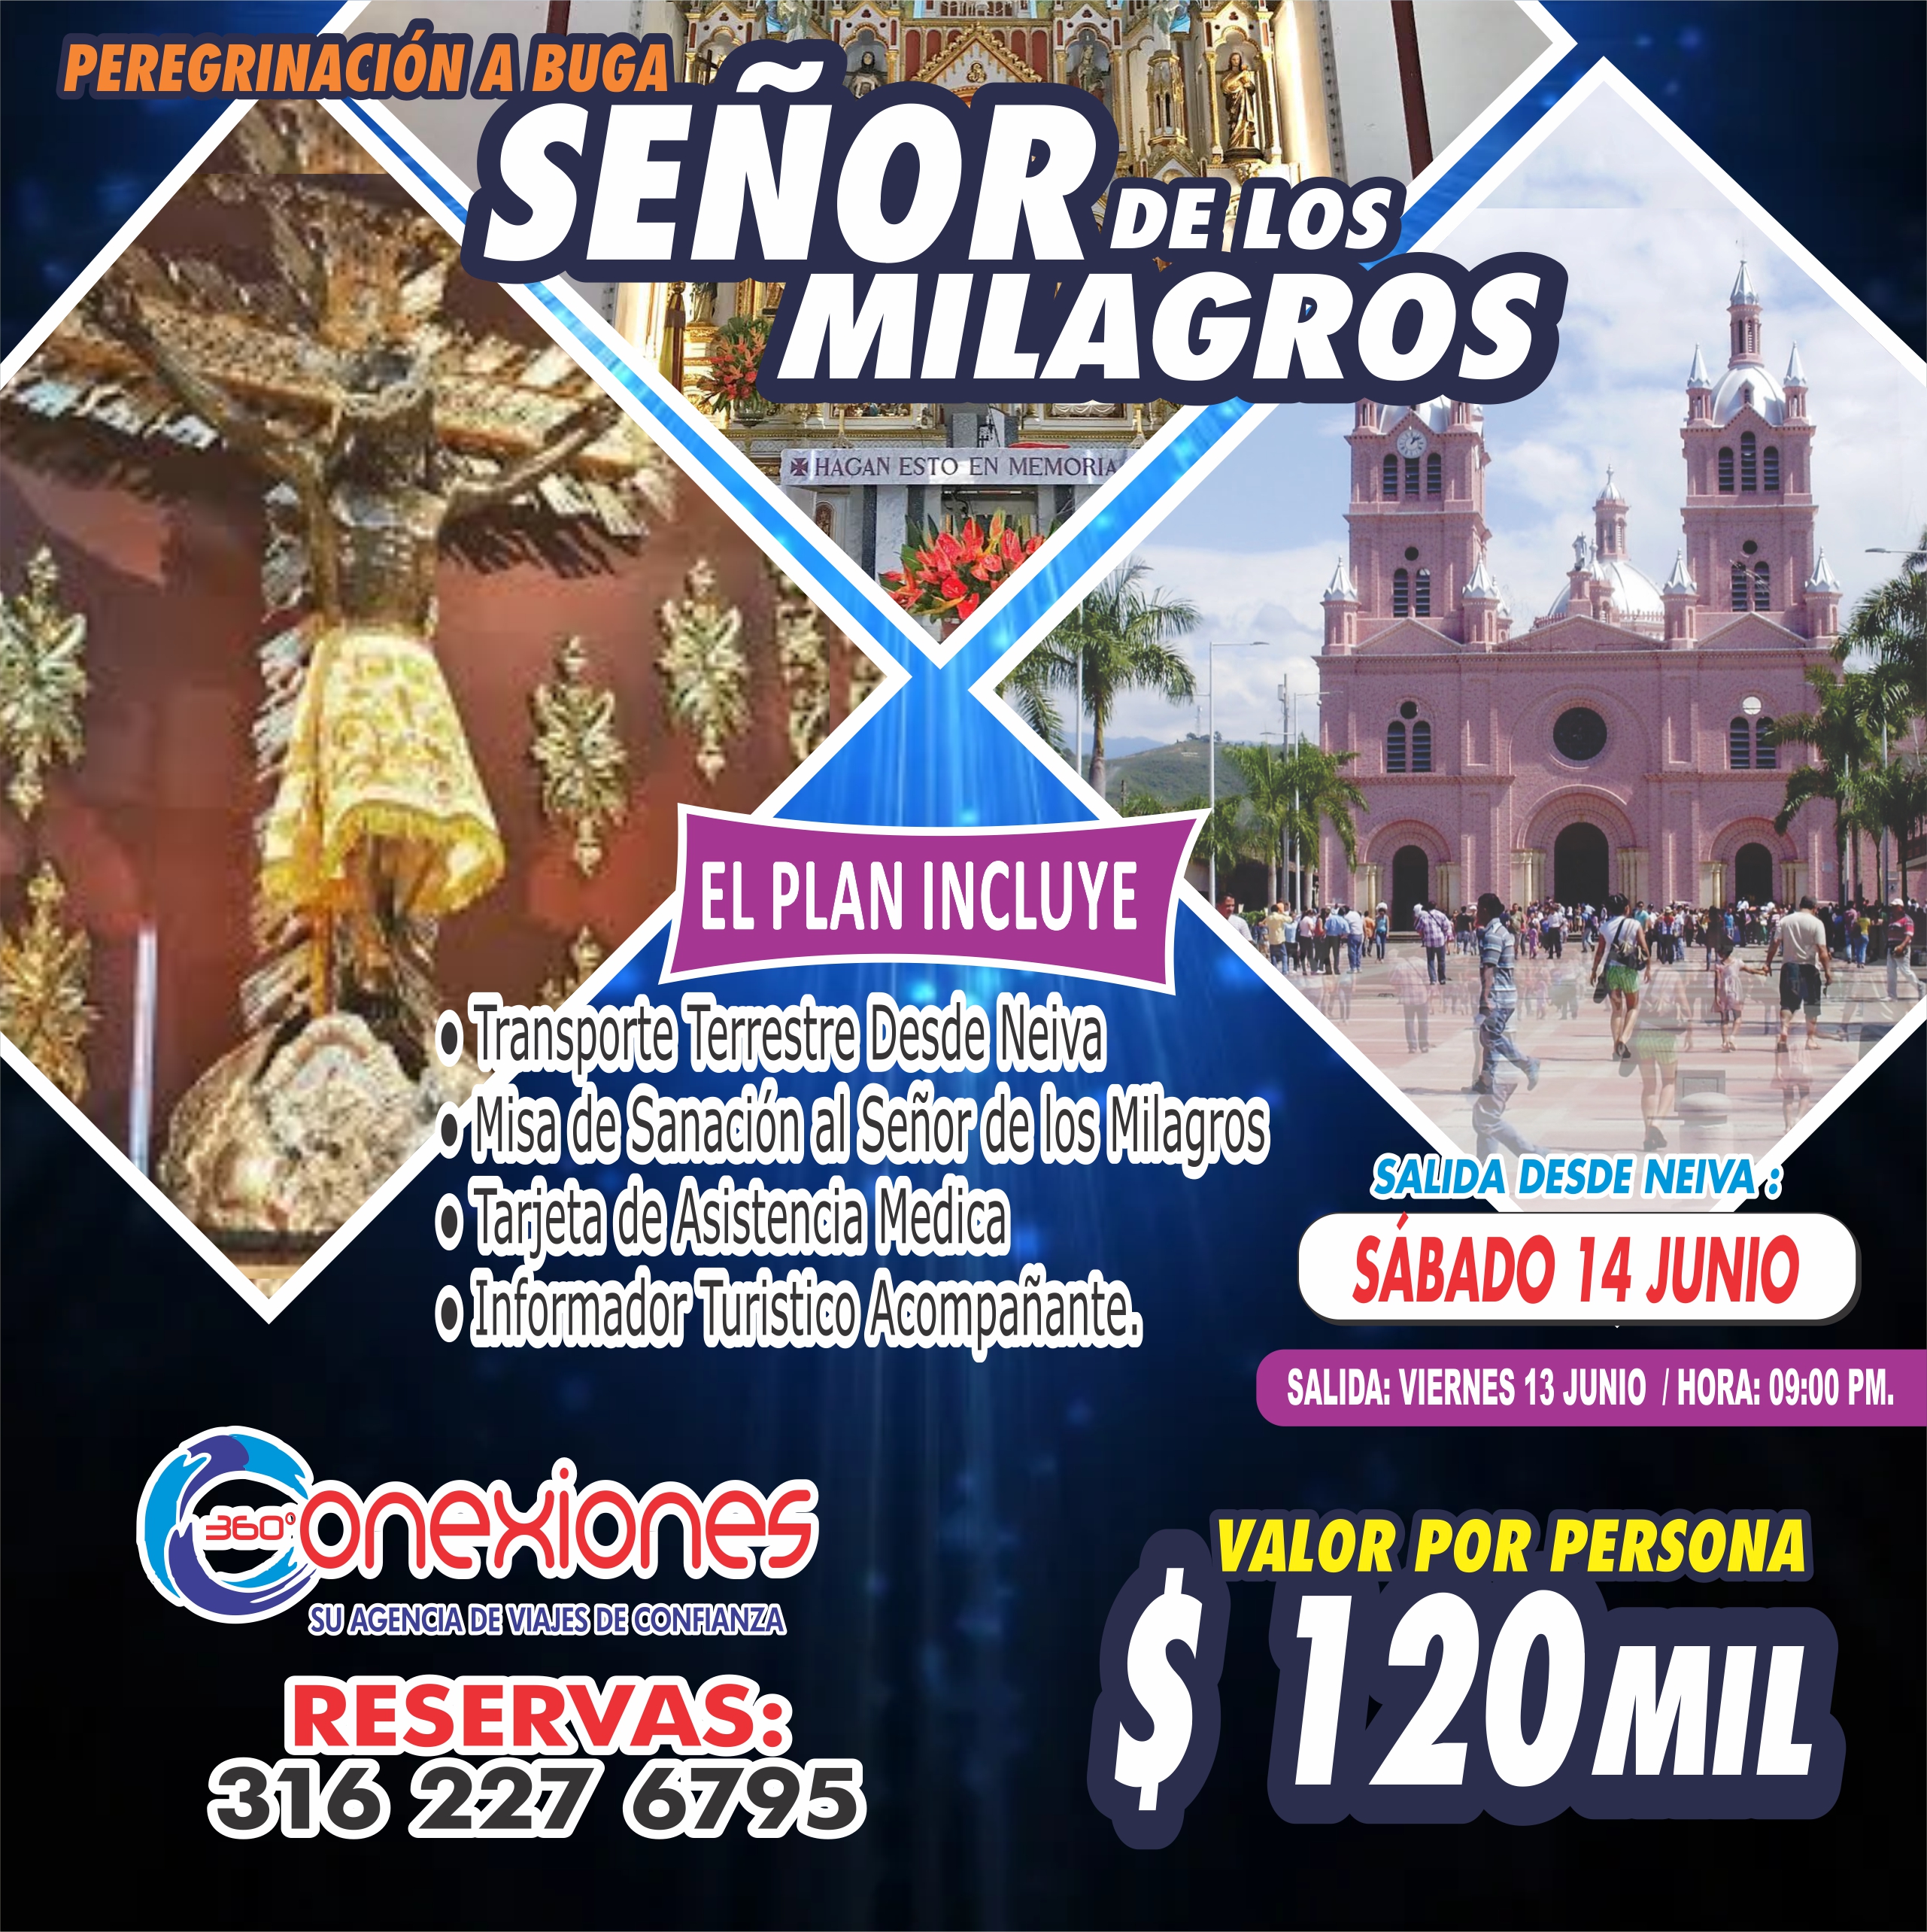 PEREGRINACIÓN A BUGA
SEÑOR DE LOS
MILAGROS
HAGAN ESTO EN MEMORIA
EL PLAN INCLUYE
• Transporte Terrestre Desde Neiva
• Misa de Sanación al Señor de los Milagros
• Tarjeta de Asistencia Medica
• Informador Turistico Acompañante.
SALIDA DESDE NEIVA :
SÁBADO 14 JUNIO
SALIDA: VIERNES 13 JUNIO / HORA: 09:00 PM.
360° Conexiones
SU AGENCIA DE VIAJES DE CONFIANZA
RESERVAS:
316 227 6795
VALOR POR PERSONA
$ 120 MIL